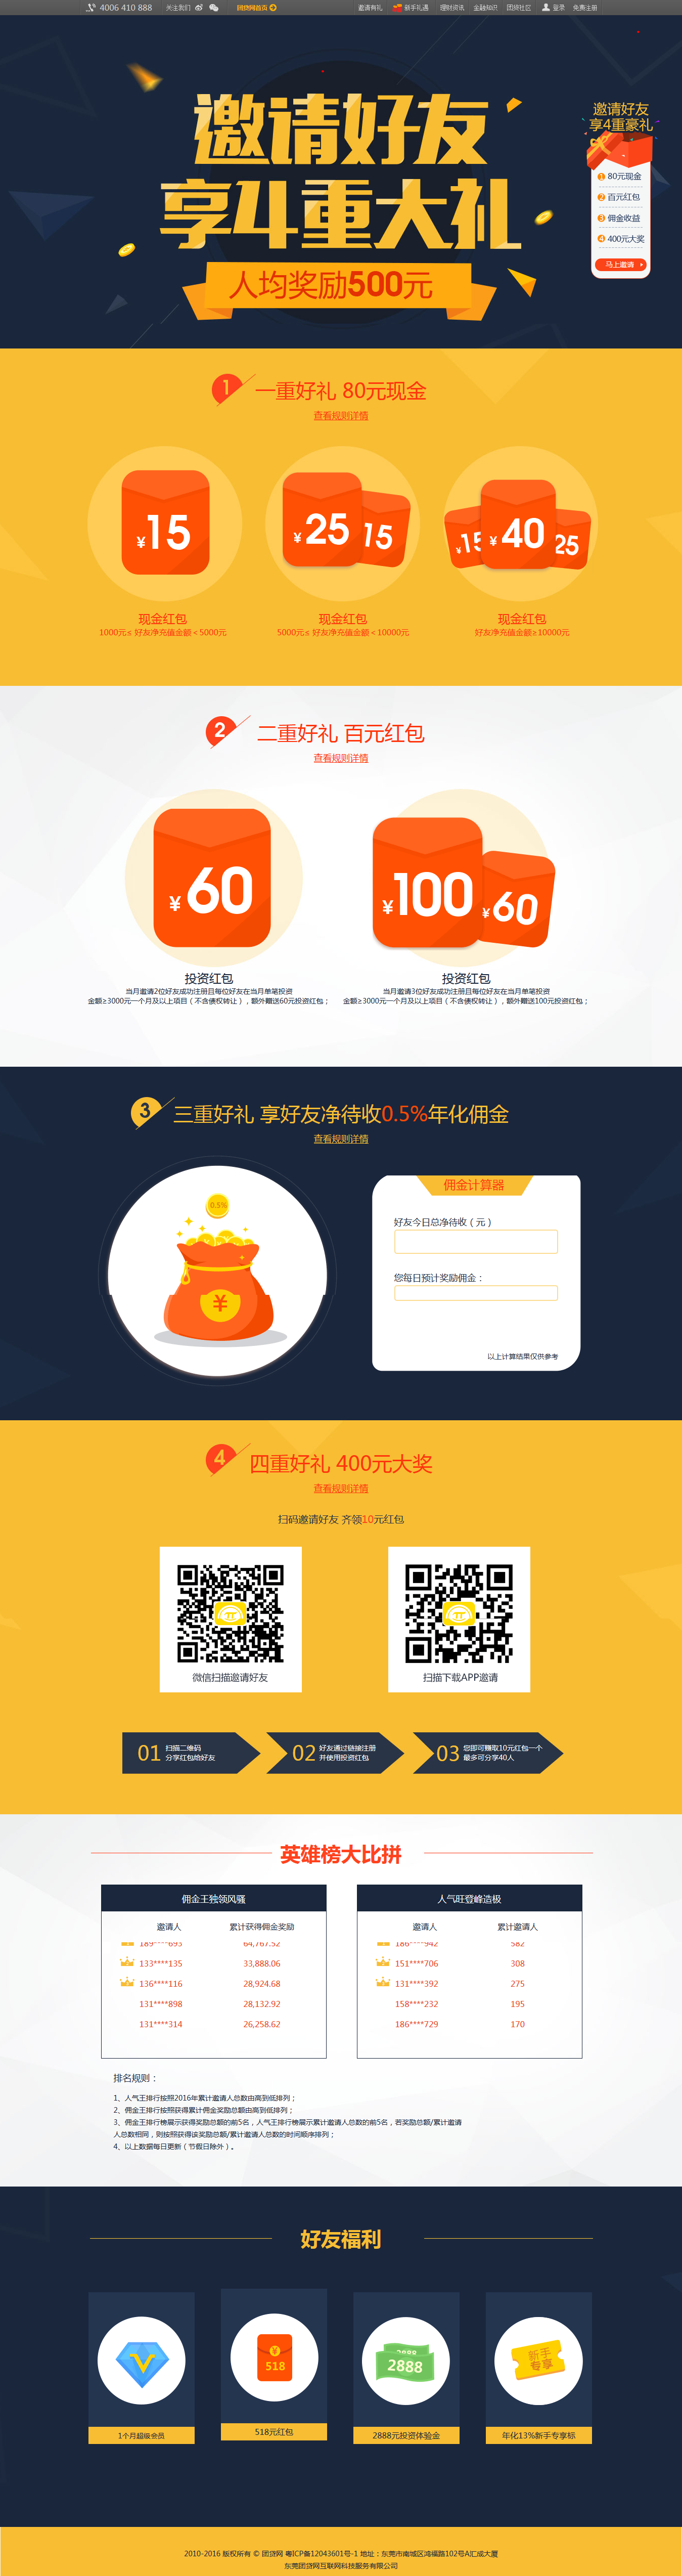 4006 410 888 关注我们 团贷网首页 邀请有礼 新手礼遇 理财资讯 金融知识 团贷社区 登录 免费注册
邀请好友
享4重大礼
人均奖励500元
邀请好友
享4重豪礼
1 80元现金
2 百元红包
3 佣金收益
4 400元大奖
马上邀请
1 一重好礼 80元现金
查看规则详情
¥15
¥25 15
¥15 ¥40 25
现金红包 现金红包 现金红包
1000元≤ 好友净充值金额＜5000元 5000元≤ 好友净充值金额＜10000元 好友净充值金额≥10000元
2 二重好礼 百元红包
查看规则详情
¥60
¥100 ¥60
投资红包
当月邀请2位好友成功注册且每位好友在当月单笔投资
金额≥3000元一个月及以上项目（不含债权转让），额外赠送60元投资红包；
投资红包
当月邀请3位好友成功注册且每位好友在当月单笔投资
金额≥3000元一个月及以上项目（不含债权转让），额外赠送100元投资红包；
3 三重好礼 享好友净待收0.5%年化佣金
查看规则详情
0.5%
¥
佣金计算器
好友今日总净待收（元）
您每日预计奖励佣金：
以上计算结果仅供参考
4 四重好礼 400元大奖
查看规则详情
扫码邀请好友 齐领10元红包
微信扫描邀请好友 扫描下载APP邀请
01 扫描二维码
分享红包给好友
02 好友通过链接注册
并使用投资红包
03 您即可赚取10元红包一个
最多可分享40人
英雄榜大比拼
佣金王独领风骚
邀请人 累计获得佣金奖励
189****693 64,767.52
133****135 33,888.06
136****116 28,924.68
131****898 28,132.92
131****314 26,258.62
人气旺登峰造极
邀请人 累计邀请人
186****942 582
151****706 308
131****392 275
158****232 195
186****729 170
排名规则：
1、人气王排行按照2016年累计邀请人总数由高到低排列；
2、佣金王排行按照获得累计佣金奖励总额由高到低排列；
3、佣金王排行榜展示获得奖励总额的前5名，人气王排行榜展示累计邀请人总数的前5名，若奖励总额/累计邀请
人总数相同，则按照获得该奖励总额/累计邀请人总数的时间顺序排列；
4、以上数据每日更新（节假日除外）。
好友福利
¥
518
2888
2888
新手
专享
1个月超级会员 518元红包 2888元投资体验金 年化13%新手专享标
2010-2016 版权所有 © 团贷网 粤ICP备12043601号-1 地址：东莞市南城区鸿福路102号A汇成大厦
东莞团贷网互联网科技服务有限公司